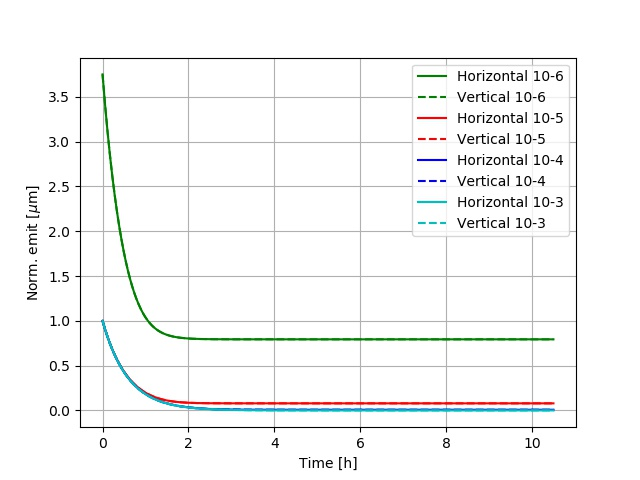 Horizontal 10-6
Vertical 10-6
Horizontal 10-5
Vertical 10-5
Horizontal 10-4
Vertical 10-4
Horizontal 10-3
Vertical 10-3
Norm. emit [μm]
3.5
3.0
2.5
2.0
1.5
1.0
0.5
0.0
0 2 4 6 8 10
Time [h]